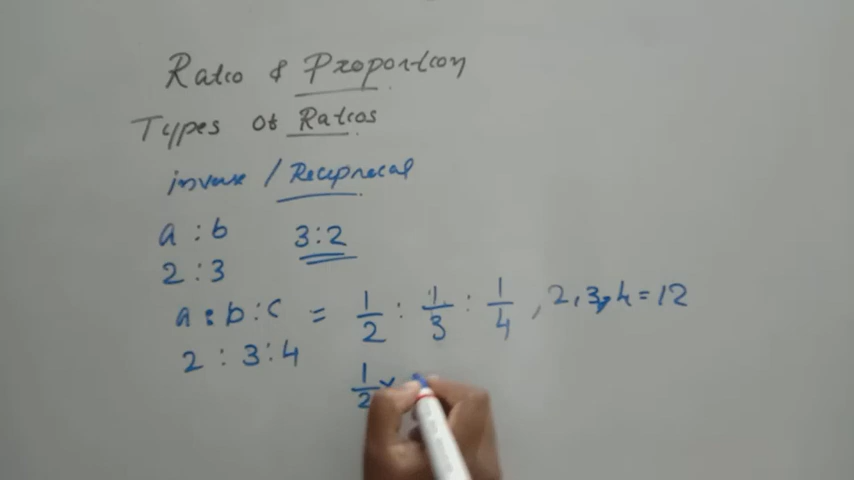 Ratio & Proportion
Types of Ratios
inverse / Reciprocal
a : b 3:2
2 : 3
a : b : c = 1/2 : 1/3 : 1/4 , 2,3,4 = 12
2 : 3 : 4
1/2 ×